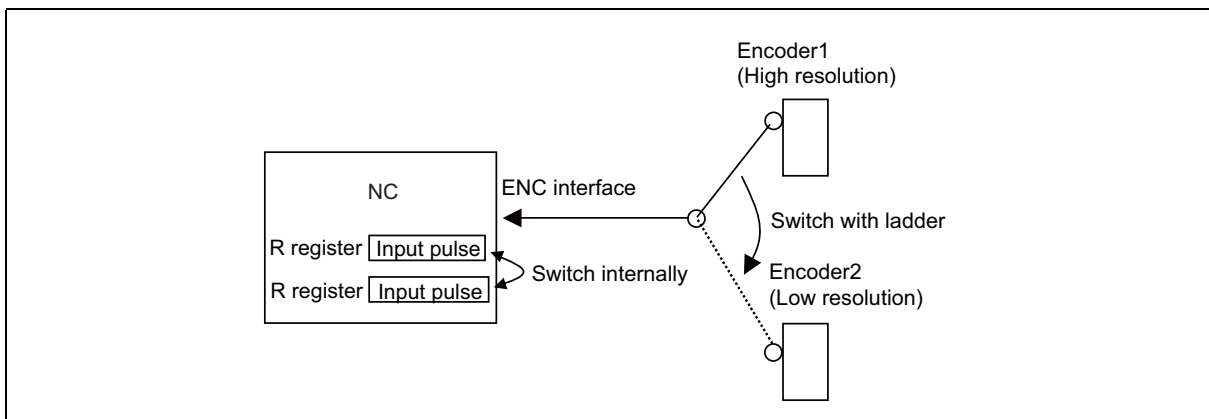 Encoder1
(High resolution)
NC
ENC interface
Switch with ladder
R register Input pulse
Switch internally
R register Input pulse
Encoder2
(Low resolution)